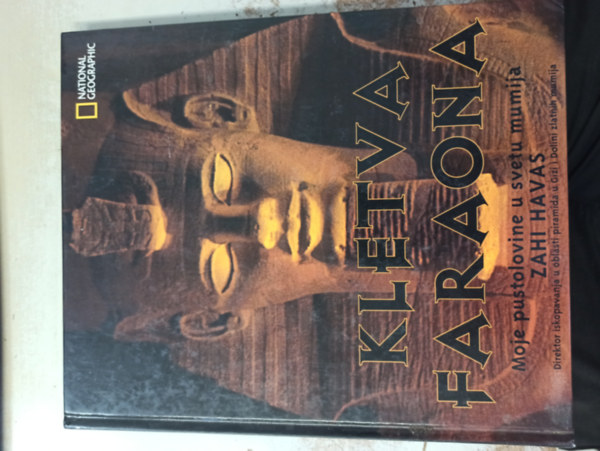 NATIONAL
GEOGRAPHIC
KLETVA
FARAONA
Moje pustolovine u svetu mumija
ZAHI HAVAS
Direktor iskopavanja u oblasti piramida u Gizi i Dolini zlatnih mumija